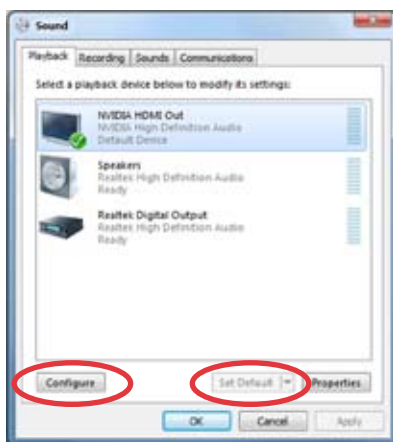 Sound
Playback Recording Sounds Communications
Select a playback device below to modify its settings:
NVIDIA HDMI Out
NVIDIA High Definition Audio
Default Device
Speakers
Realtek High Definition Audio
Ready
Realtek Digital Output
Realtek High Definition Audio
Ready
Configure Set Default Properties
OK Cancel Apply